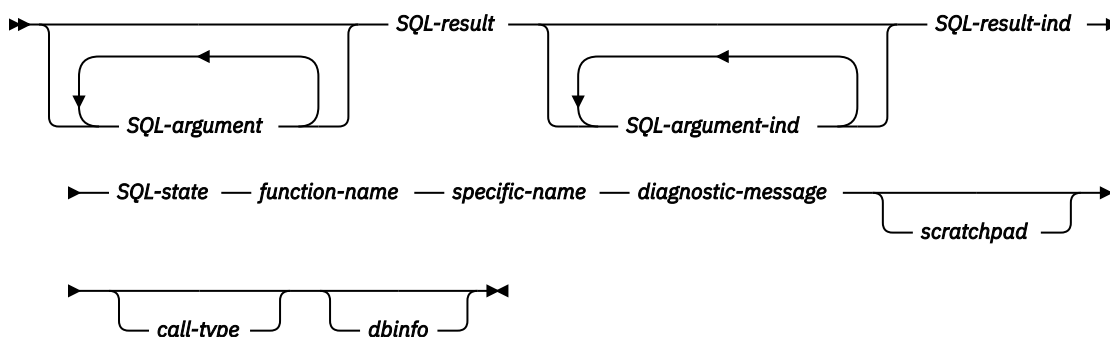 SQL-result SQL-result-ind
SQL-argument SQL-argument-ind
SQL-state function-name specific-name diagnostic-message
scratchpad
call-type dbinfo